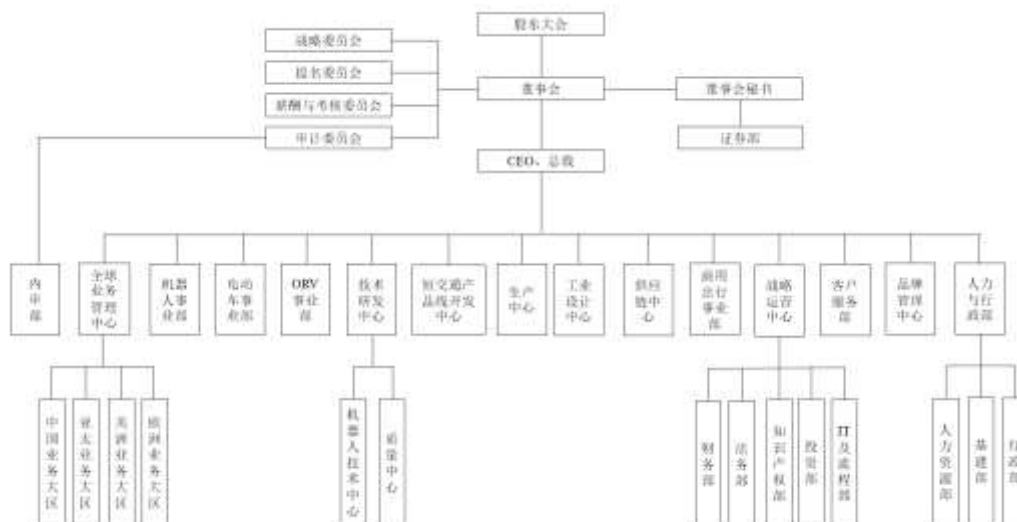 股东大会
战略委员会
提名委员会
董事会
董事会秘书
薪酬与考核委员会
审计委员会
证券部
CEO、总裁
内
审
部
全球
业务
管理
中心
机器
人事
业部
电动
车事
业部
ORV
事业
部
技术
研发
中心
短交通产
品线开发
中心
生产
中心
工业
设计
中心
供应
链中
心
商用
出行
事业
部
战略
运营
中心
客户
服务
部
品牌
管理
中心
人力
与行
政部
中国业务大区
亚太业务大区
美洲业务大区
欧洲业务大区
机器人技术中心
质量中心
财务部
法务部
知识产权部
投资部
IT及流程部
人力资源部
基建部